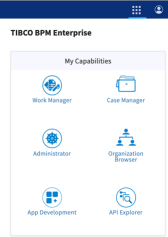 TIBCO BPM Enterprise
My Capabilities
Work Manager
Case Manager
Administrator
Organization
Browser
App Development
API Explorer